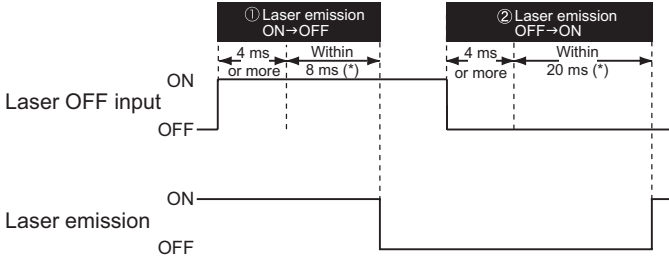 ① Laser emission
ON→OFF
② Laser emission
OFF→ON
4 ms
or more
Within
8 ms (*)
4 ms
or more
Within
20 ms (*)
Laser OFF input
ON
OFF
Laser emission
ON
OFF